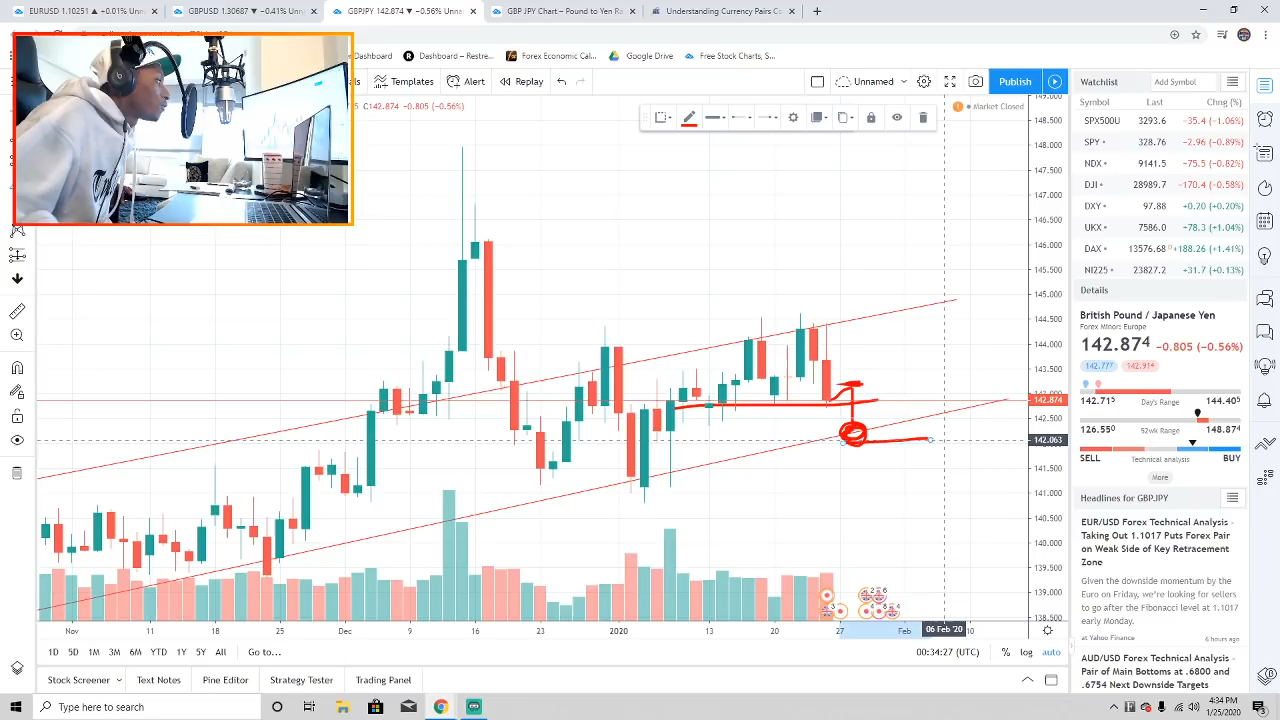 EURUSD 1.10251 ▲ +0.01% Unna
GBPUSD 1.30687 ▼ −0.41% Unn
GBPJPY 142.874 ▼ −0.56% Unna
GBP JPY Chart – Pound to Yen Ra
Understanding Currency Pairs Co
Dashboard
Dashboard – Restre...
Forex Economic Cal...
Google Drive
Free Stock Charts, S...
Templates
Alert
Replay
Unnamed
Publish
C142.874 −0.805 (−0.56%)
Market Closed
149.000
148.500
148.000
147.500
147.000
146.500
146.000
145.500
145.000
144.500
144.000
143.500
143.000
142.874
142.500
142.063
141.500
141.000
140.500
140.000
139.500
139.000
138.500
Nov
11
18
25
Dec
9
16
23
2020
13
20
27
Feb
06 Feb '20
10
1D 5D 1M 3M 6M YTD 1Y 5Y All
Go to...
00:34:27 (UTC)
% log auto
Stock Screener
Text Notes
Pine Editor
Strategy Tester
Trading Panel
Watchlist
Add Symbol
Symbol Last Chng (%)
SPX500U 3293.6 −35.4 (−1.06%)
SPY 328.76 −2.96 (−0.89%)
NDX 9141.5 −75.5 (−0.82%)
DJI 28989.7 −170.4 (−0.58%)
DXY 97.88 +0.20 (+0.20%)
UKX 7586.0 +78.3 (+1.04%)
DAX 13576.68 D +188.26 (+1.41%)
NI225 23827.2 +31.7 (+0.13%)
Details
British Pound / Japanese Yen
Forex Minor: Europe
142.874 −0.805 (−0.56%)
142.777 142.914
142.715 Day's Range 144.405
126.550 52wk Range 148.874
SELL Technical analysis BUY
More
Headlines for GBPJPY
EUR/USD Forex Technical Analysis -
Taking Out 1.1017 Puts Forex Pair
on Weak Side of Key Retracement
Zone
Given the downside momentum by the
Euro on Friday, we're looking for sellers
to go after the Fibonacci level at 1.1017
early Monday.
at Yahoo Finance
6 hours ago
AUD/USD Forex Technical Analysis -
Pair of Main Bottoms at .6800 and
.6754 Next Downside Targets
Type here to search
4:34 PM
1/25/2020